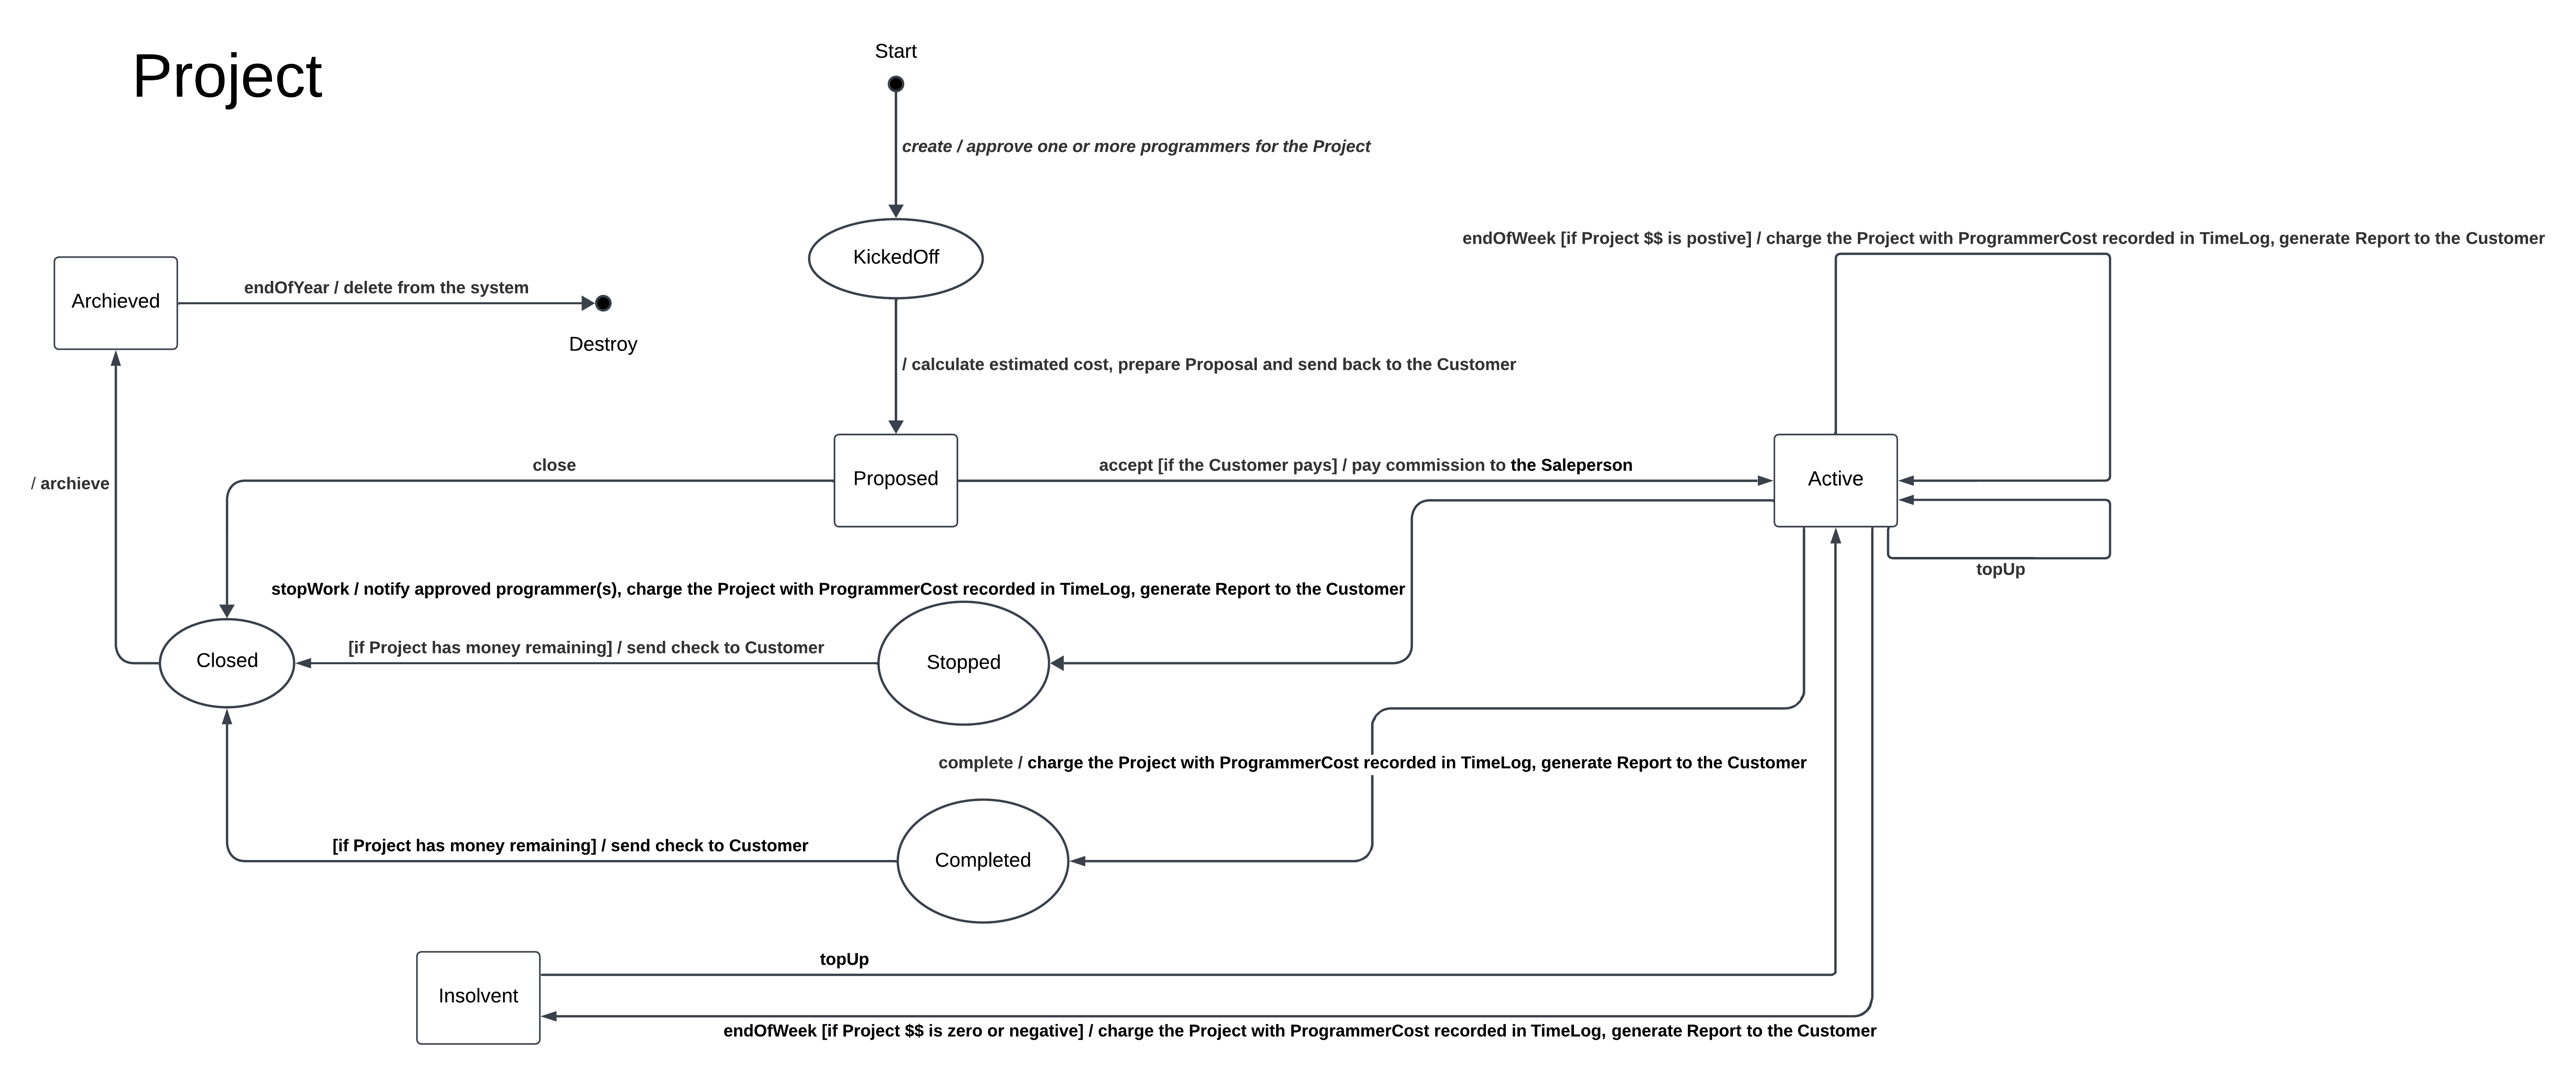 Project
Start
create / approve one or more programmers for the Project
KickedOff
endOfWeek [if Project $$ is postive] / charge the Project with ProgrammerCost recorded in TimeLog, generate Report to the Customer
Archieved
endOfYear / delete from the system
Destroy
/ calculate estimated cost, prepare Proposal and send back to the Customer
close
Proposed
accept [if the Customer pays] / pay commission to the Saleperson
Active
/ archieve
topUp
stopWork / notify approved programmer(s), charge the Project with ProgrammerCost recorded in TimeLog, generate Report to the Customer
Closed
[if Project has money remaining] / send check to Customer
Stopped
complete / charge the Project with ProgrammerCost recorded in TimeLog, generate Report to the Customer
[if Project has money remaining] / send check to Customer
Completed
topUp
Insolvent
endOfWeek [if Project $$ is zero or negative] / charge the Project with ProgrammerCost recorded in TimeLog, generate Report to the Customer